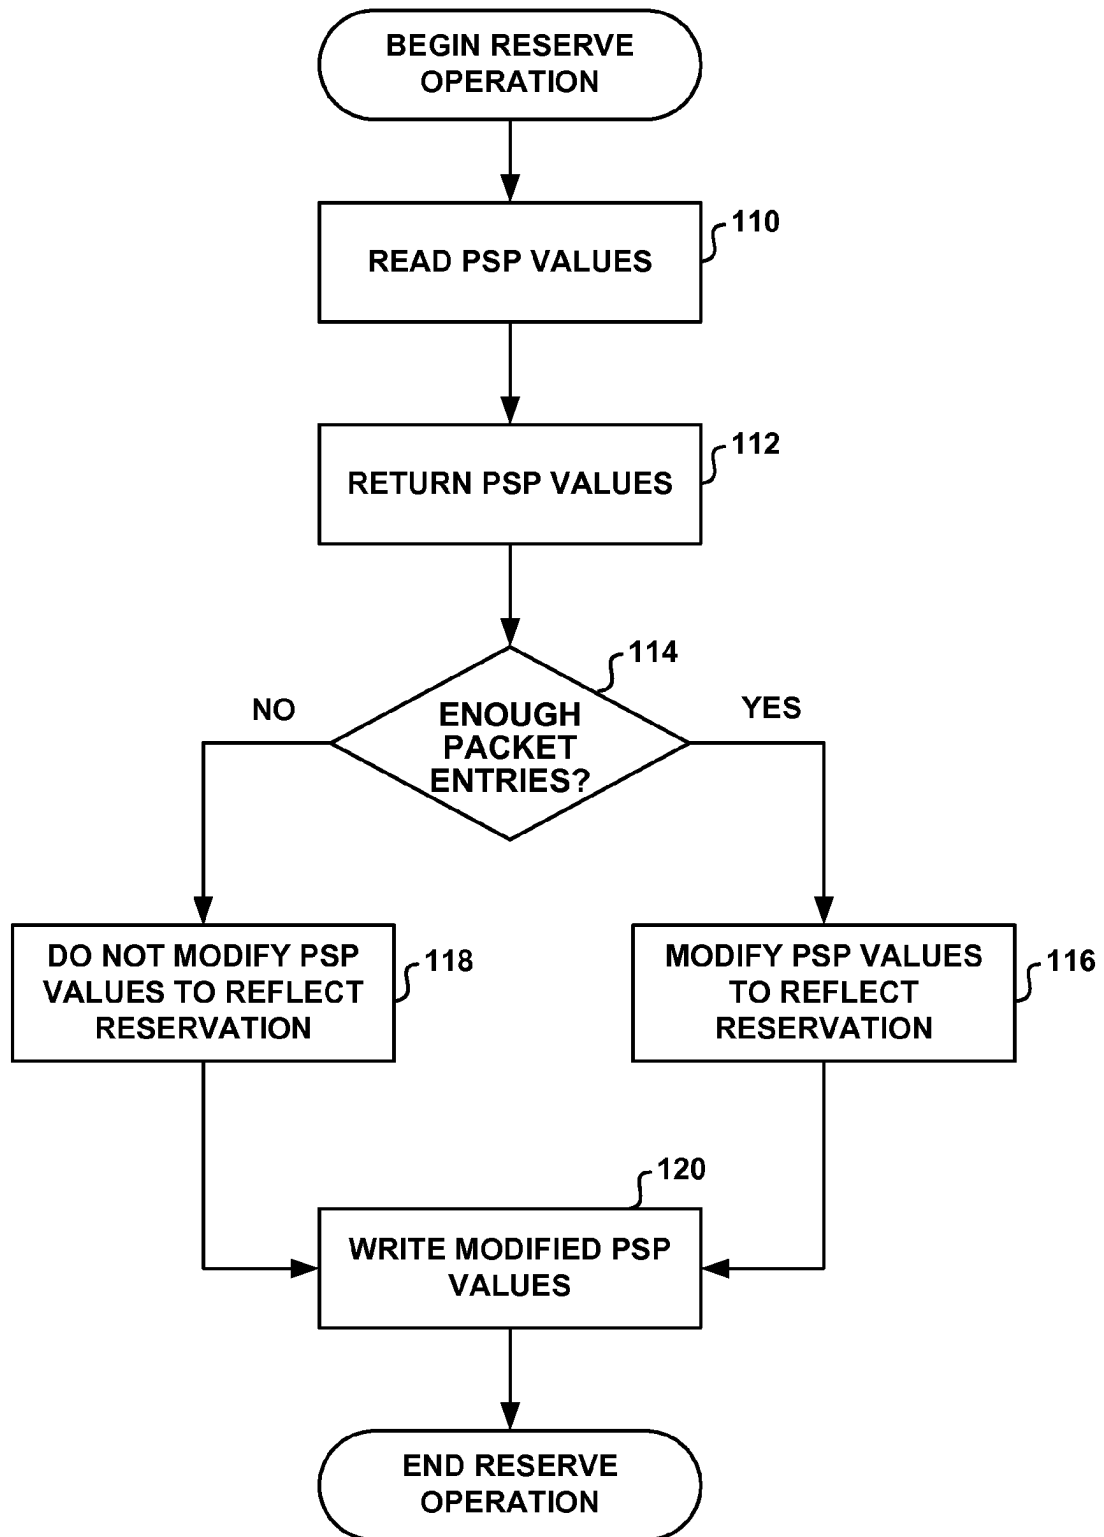 BEGIN RESERVE
OPERATION
110
READ PSP VALUES
112
RETURN PSP VALUES
114
NO
YES
ENOUGH
PACKET
ENTRIES?
DO NOT MODIFY PSP
VALUES TO REFLECT
RESERVATION
118
MODIFY PSP VALUES
TO REFLECT
RESERVATION
116
120
WRITE MODIFIED PSP
VALUES
END RESERVE
OPERATION